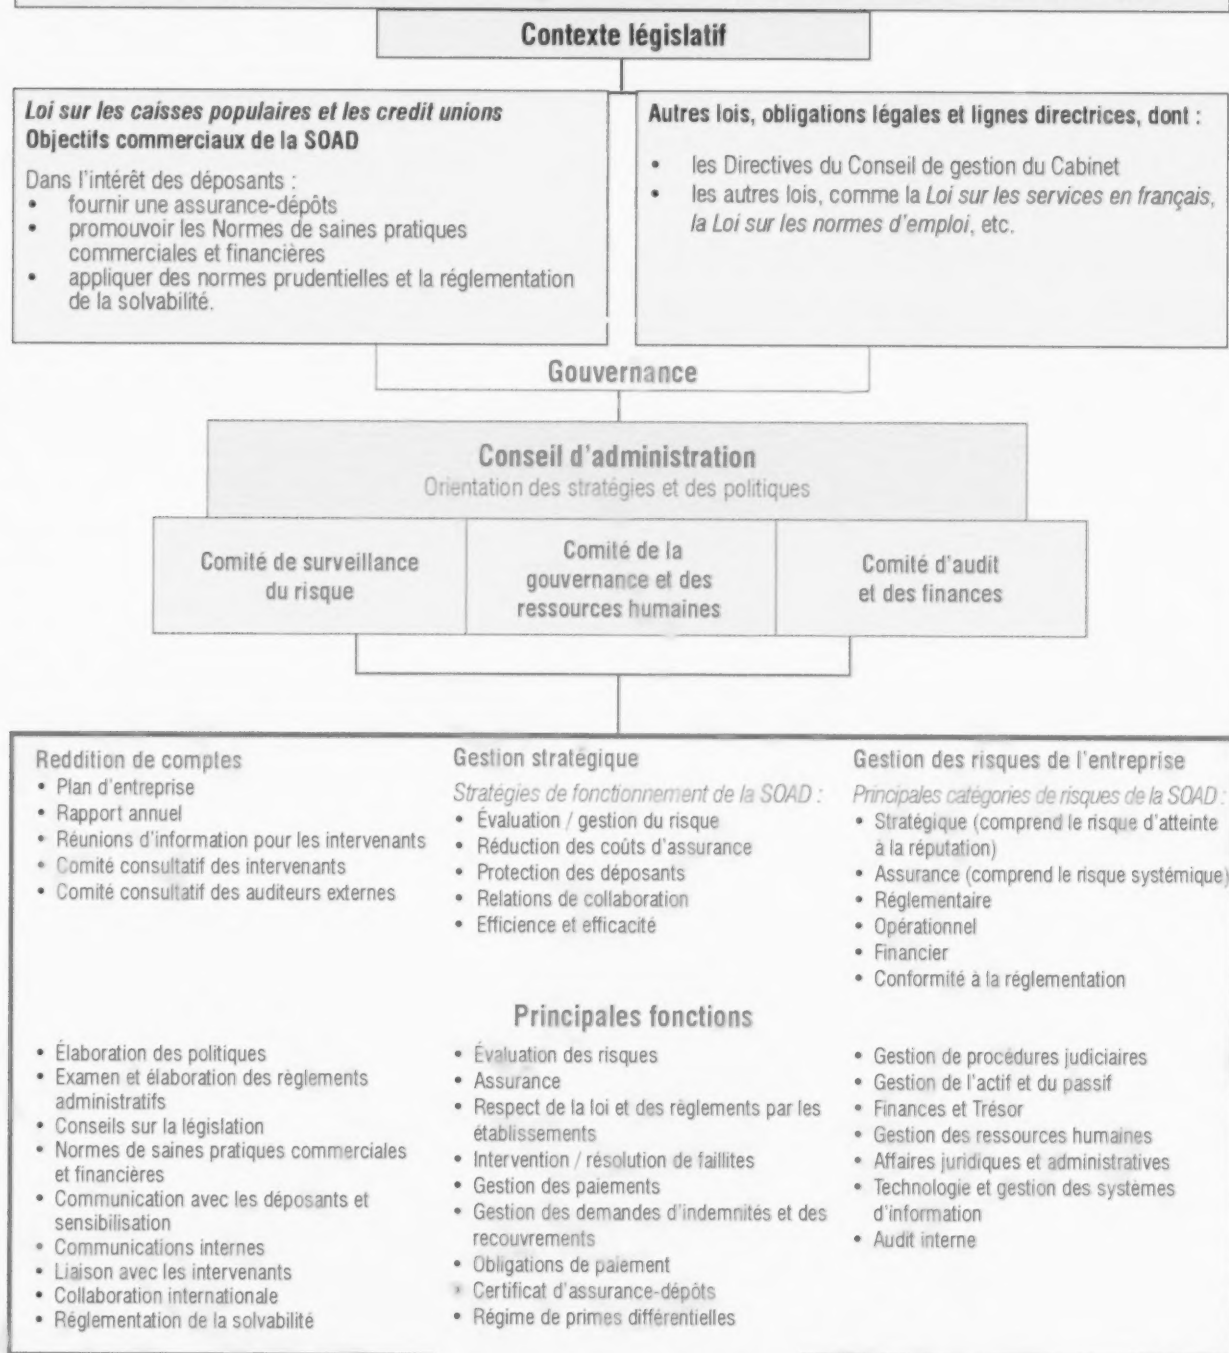 Contexte législatif
Loi sur les caisses populaires et les credit unions
Objectifs commerciaux de la SOAD
Dans l'intérêt des déposants :
• fournir une assurance-dépôts
• promouvoir les Normes de saines pratiques
commerciales et financières
• appliquer des normes prudentielles et la réglementation
de la solvabilité.
Autres lois, obligations légales et lignes directrices, dont :
• les Directives du Conseil de gestion du Cabinet
• les autres lois, comme la Loi sur les services en français,
la Loi sur les normes d'emploi, etc.
Gouvernance
Conseil d'administration
Orientation des stratégies et des politiques
Comité de surveillance
du risque
Comité de la
gouvernance et des
ressources humaines
Comité d'audit
et des finances
Reddition de comptes
• Plan d'entreprise
• Rapport annuel
• Réunions d'information pour les intervenants
• Comité consultatif des intervenants
• Comité consultatif des auditeurs externes
Gestion stratégique
Stratégies de fonctionnement de la SOAD :
• Évaluation / gestion du risque
• Réduction des coûts d'assurance
• Protection des déposants
• Relations de collaboration
• Efficience et efficacité
Gestion des risques de l'entreprise
Principales catégories de risques de la SOAD :
• Stratégique (comprend le risque d'atteinte
à la réputation)
• Assurance (comprend le risque systémique)
• Réglementaire
• Opérationnel
• Financier
• Conformité à la réglementation
Principales fonctions
• Élaboration des politiques
• Examen et élaboration des règlements
administratifs
• Conseils sur la législation
• Normes de saines pratiques commerciales
et financières
• Communication avec les déposants et
sensibilisation
• Communications internes
• Liaison avec les intervenants
• Collaboration internationale
• Réglementation de la solvabilité
• Évaluation des risques
• Assurance
• Respect de la loi et des règlements par les
établissements
• Intervention / résolution de faillites
• Gestion des paiements
• Gestion des demandes d'indemnités et des
recouvrements
• Obligations de paiement
• Certificat d'assurance-dépôts
• Régime de primes différentielles
• Gestion de procédures judiciaires
• Gestion de l'actif et du passif
• Finances et Trésor
• Gestion des ressources humaines
• Affaires juridiques et administratives
• Technologie et gestion des systèmes
d'information
• Audit interne